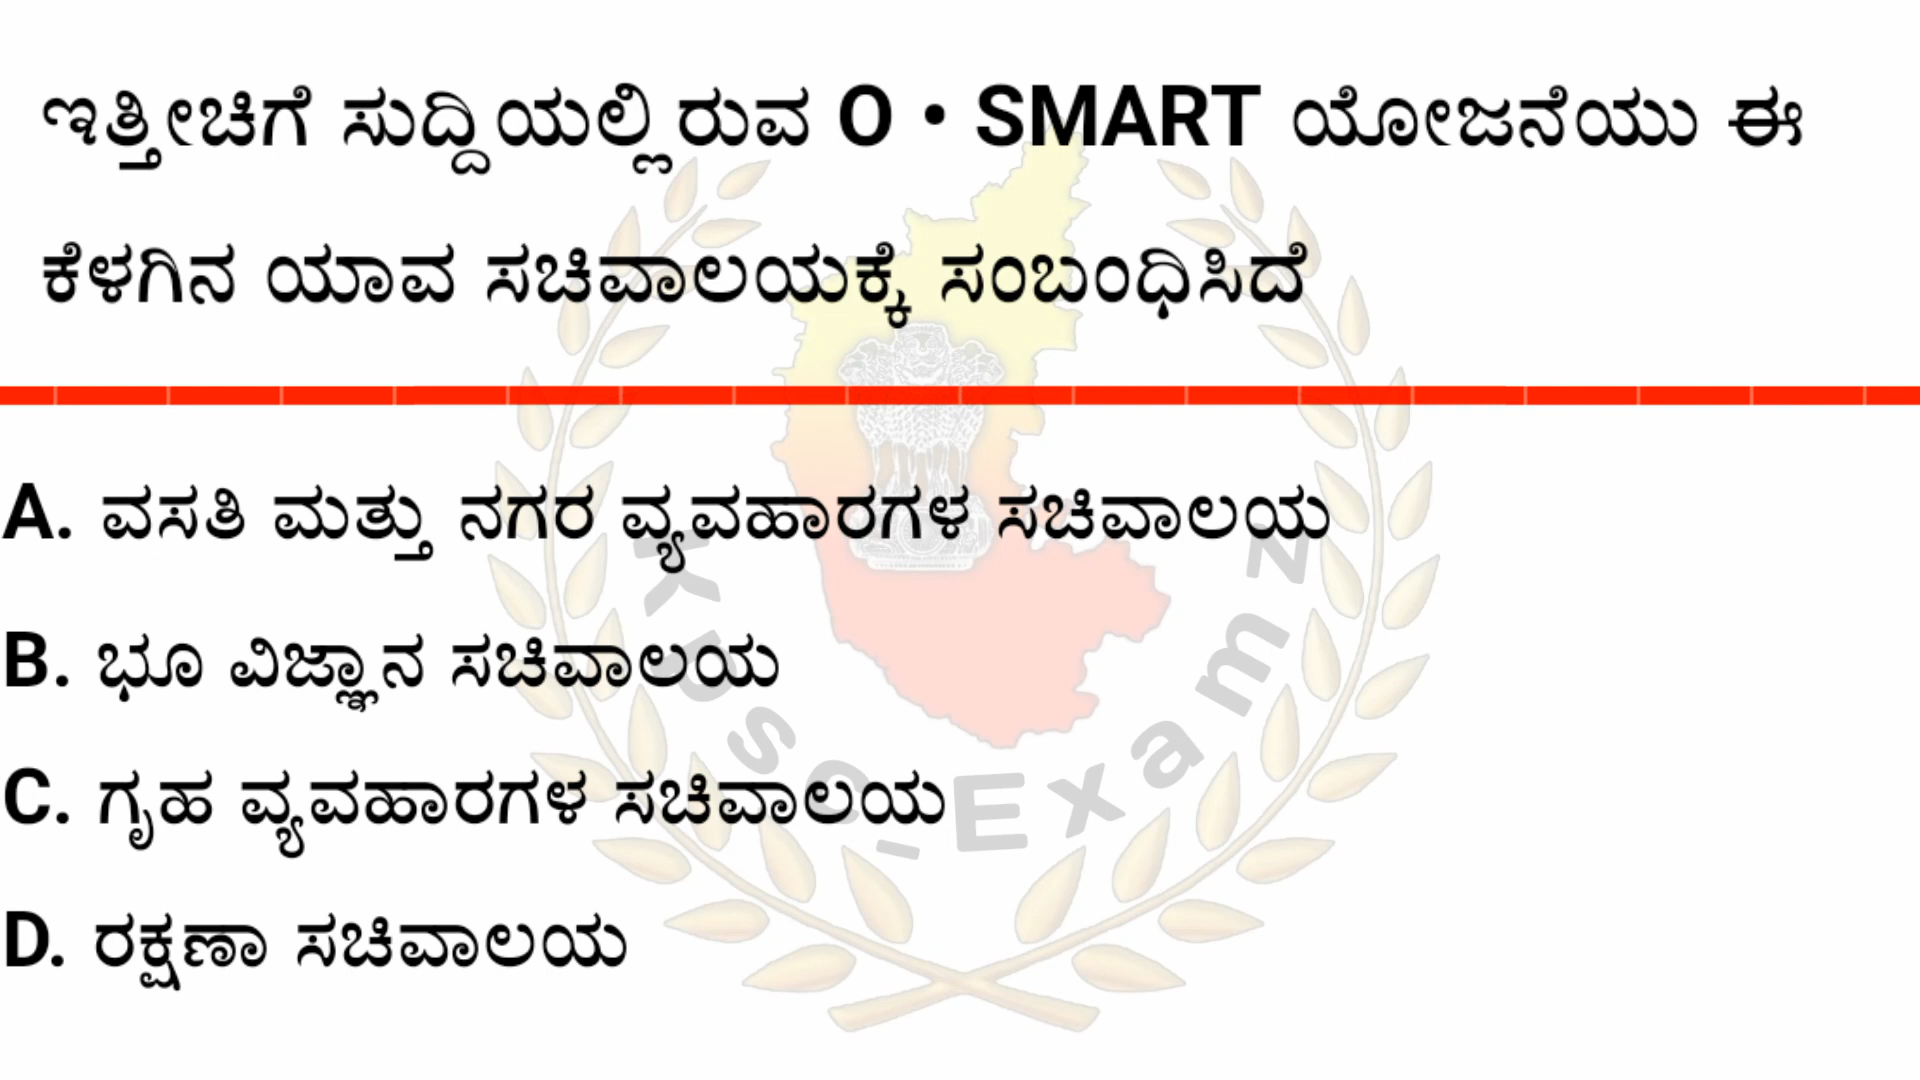 ಇತ್ತೀಚಿಗೆ ಸುದ್ದಿಯಲ್ಲಿರುವ O • SMART ಯೋಜನೆಯು ಈ
ಕೆಳಗಿನ ಯಾವ ಸಚಿವಾಲಯಕ್ಕೆ ಸಂಬಂಧಿಸಿದೆ
A. ವಸತಿ ಮತ್ತು ನಗರ ವ್ಯವಹಾರಗಳ ಸಚಿವಾಲಯ
B. ಭೂ ವಿಜ್ಞಾನ ಸಚಿವಾಲಯ
C. ಗೃಹ ವ್ಯವಹಾರಗಳ ಸಚಿವಾಲಯ
D. ರಕ್ಷಣಾ ಸಚಿವಾಲಯ
Kpsc_Examz